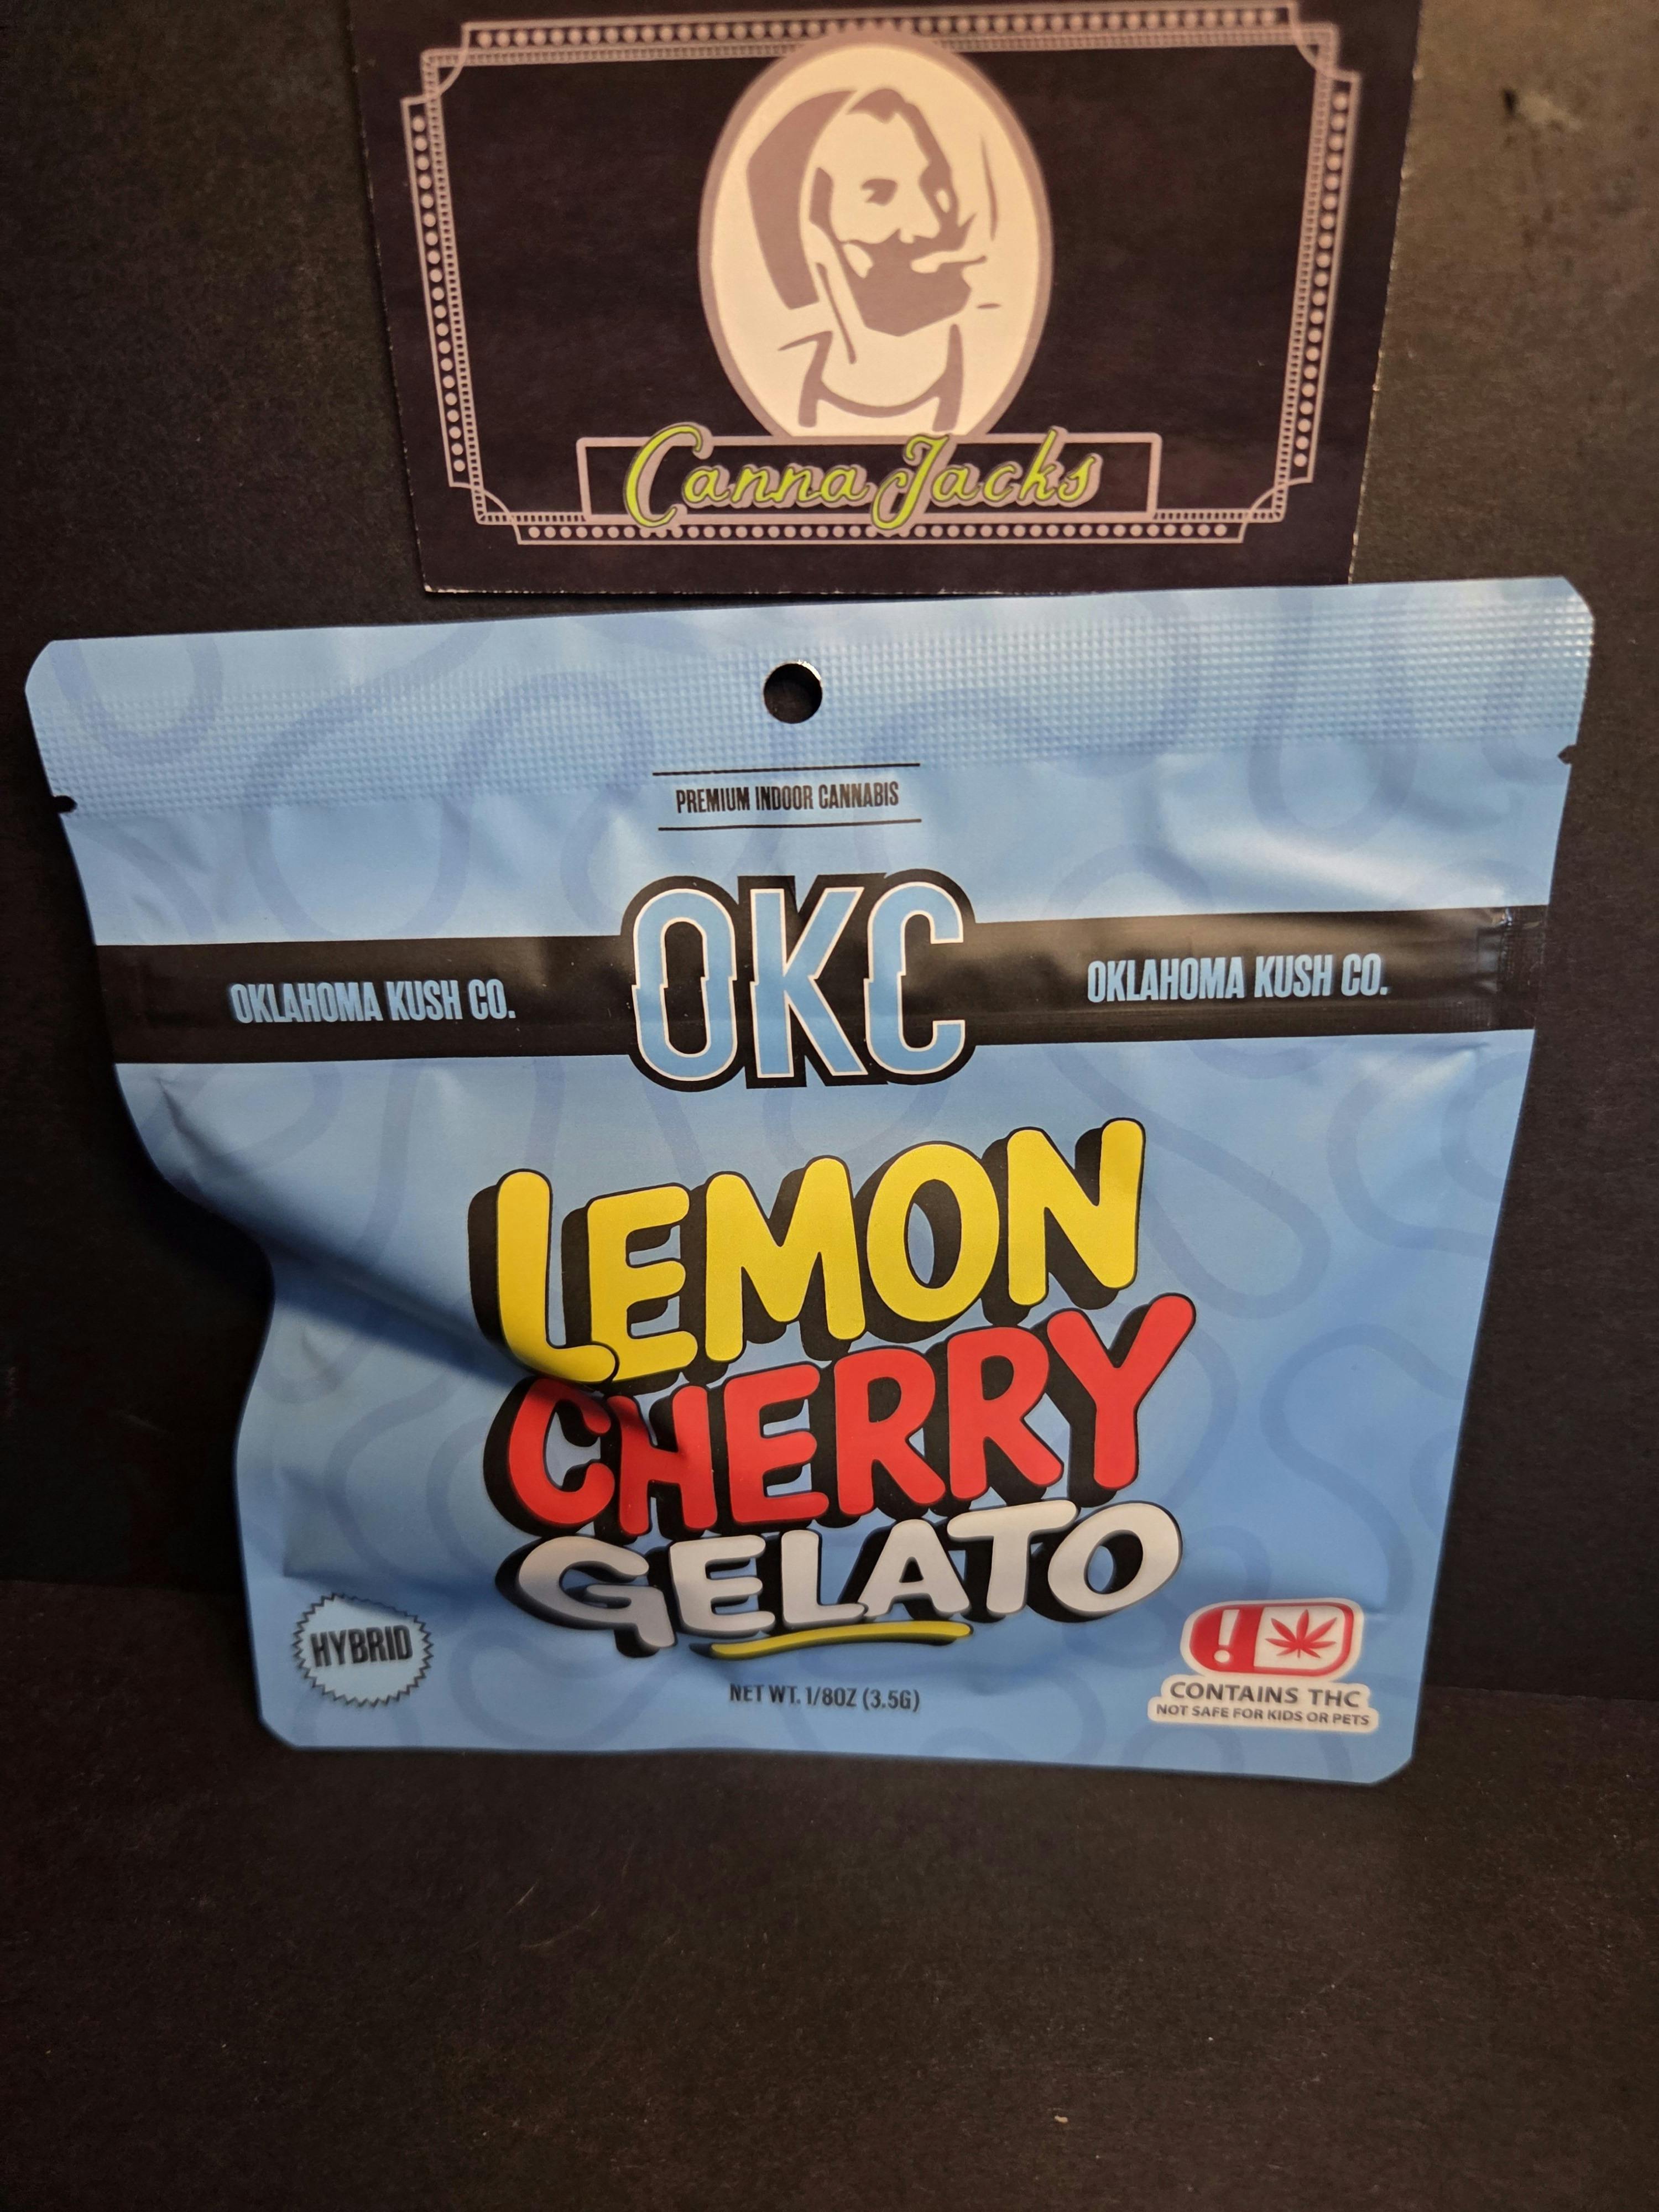 Canna Jacks
PREMIUM INDOOR CANNABIS
OKLAHOMA KUSH CO.
OKC
OKLAHOMA KUSH CO.
LEMON
CHERRY
GELATO
HYBRID
NET WT. 1/8OZ (3.5G)
!
CONTAINS THC
NOT SAFE FOR KIDS OR PETS